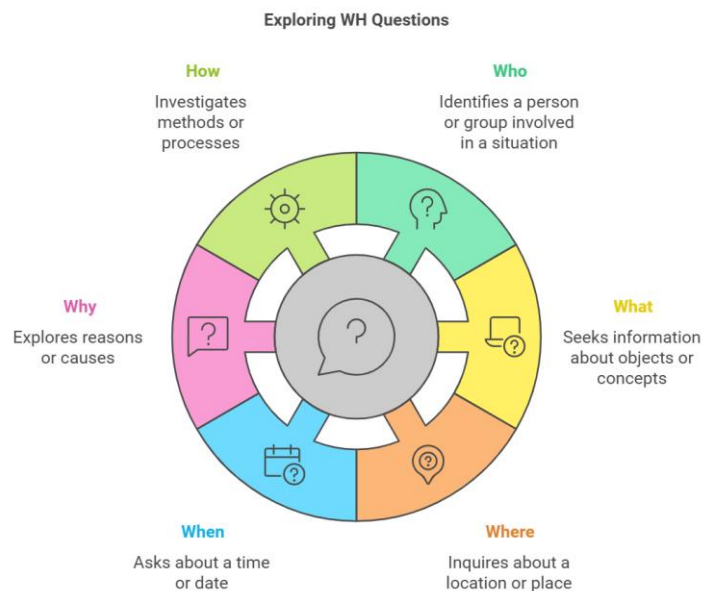 Exploring WH Questions
How
Investigates
methods or
processes
Who
Identifies a person
or group involved
in a situation
Why
Explores reasons
or causes
What
Seeks information
about objects or
concepts
When
Asks about a time
or date
Where
Inquires about a
location or place